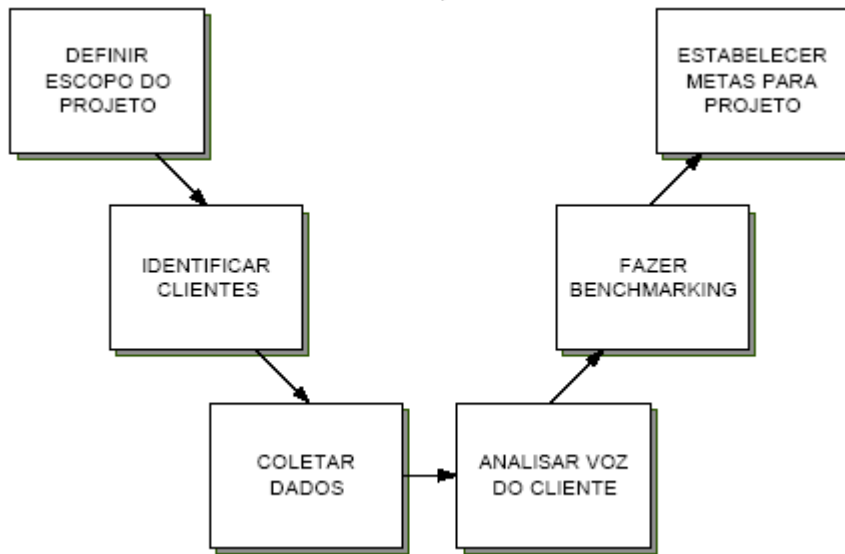 DEFINIR
ESCOPO DO
PROJETO
IDENTIFICAR
CLIENTES
COLETAR
DADOS
ANALISAR VOZ
DO CLIENTE
FAZER
BENCHMARKING
ESTABELECER
METAS PARA
PROJETO